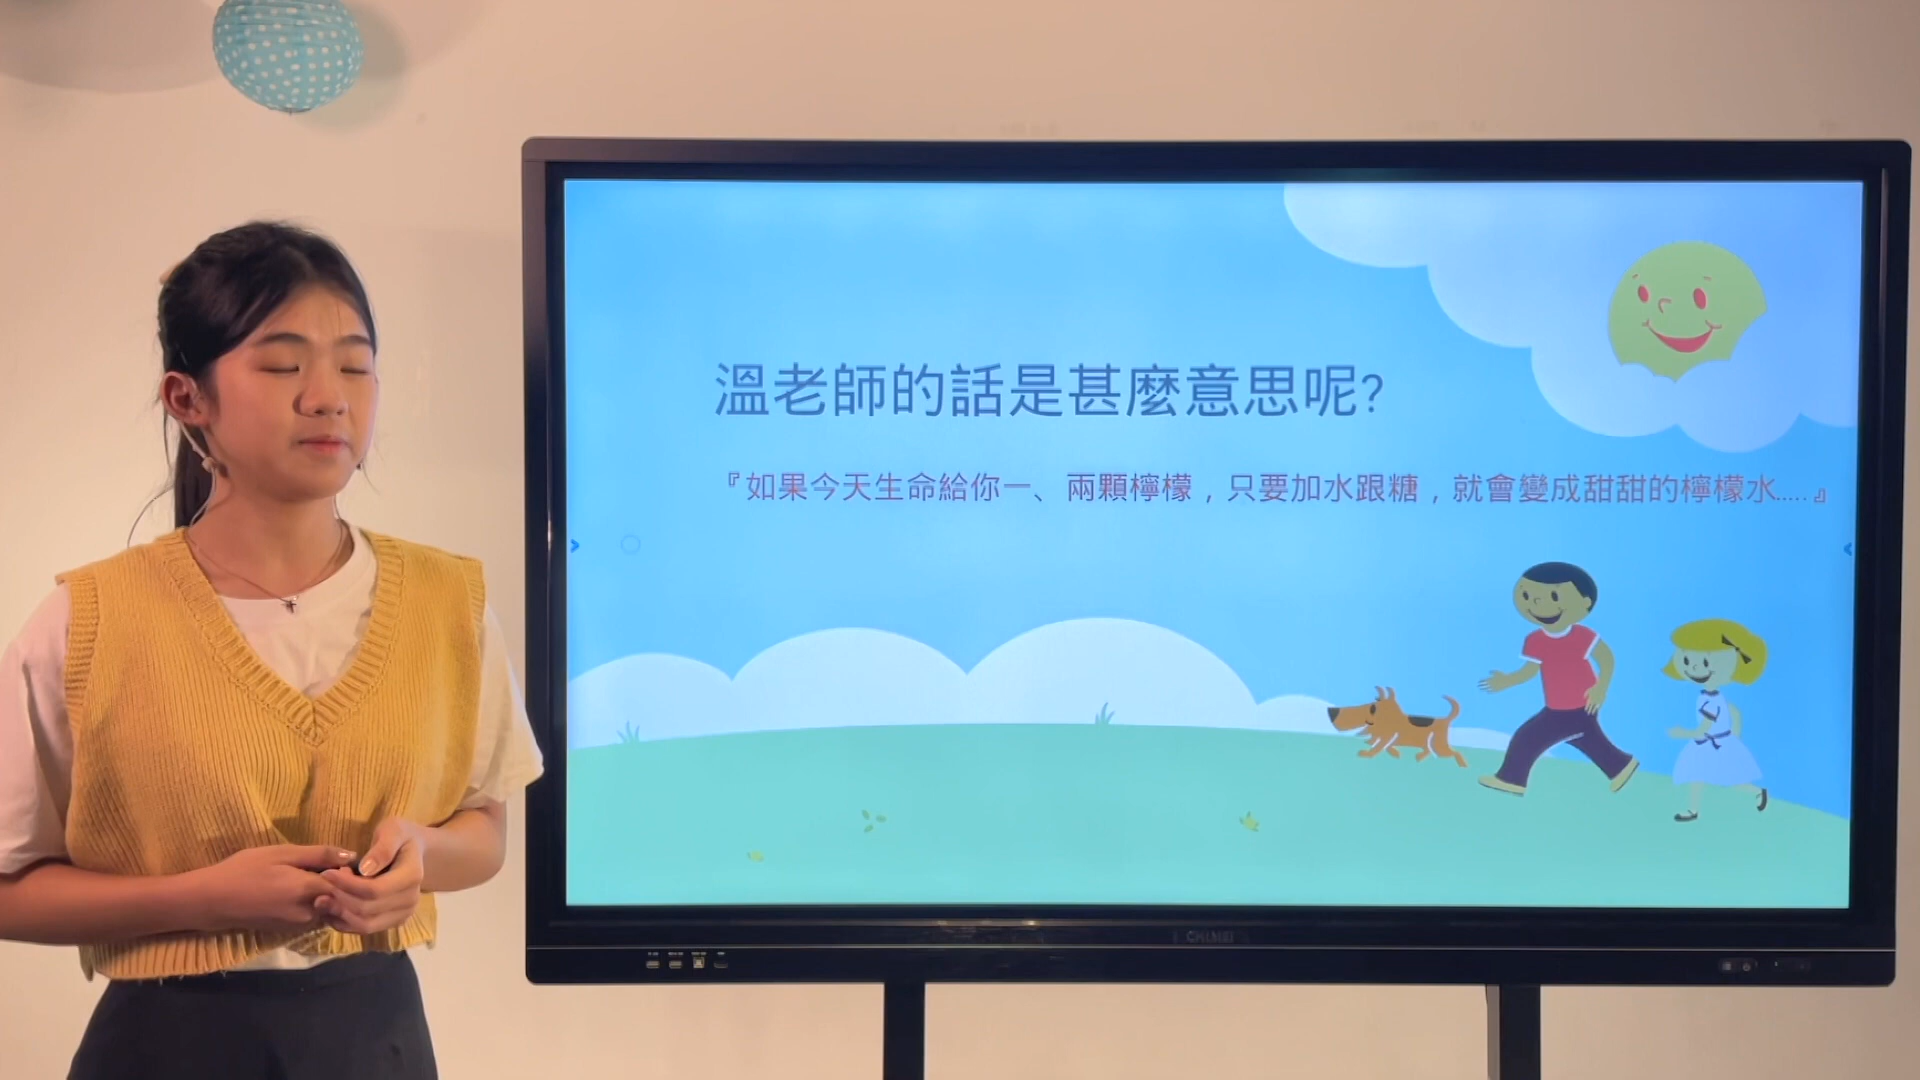 溫老師的話是甚麼意思呢?
『如果今天生命給你一、兩顆檸檬，只要加水跟糖，就會變成甜甜的檸檬水.....』
CHIMEI